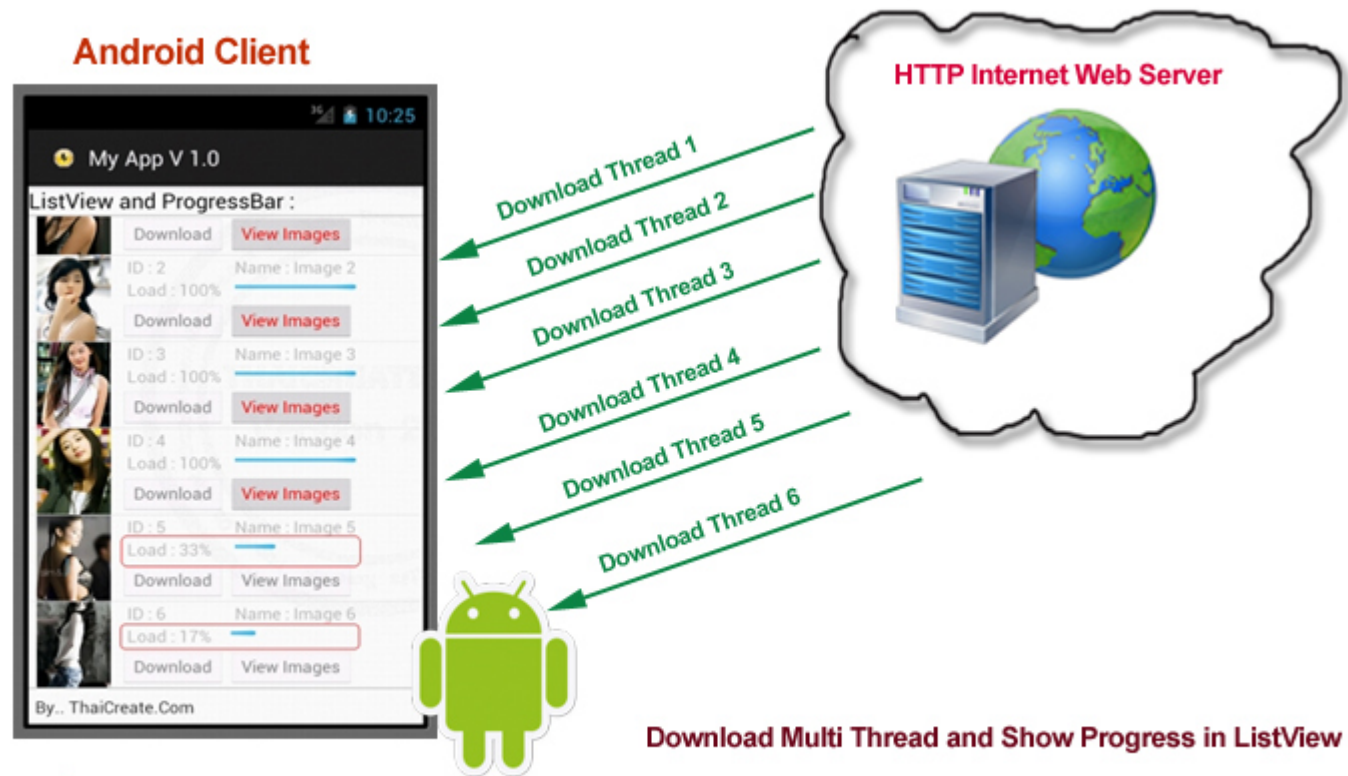 Android Client
HTTP Internet Web Server
3G 10:25
My App V 1.0
ListView and ProgressBar :
Download View Images
ID : 2 Name : Image 2
Load : 100%
Download View Images
ID : 3 Name : Image 3
Load : 100%
Download View Images
ID : 4 Name : Image 4
Load : 100%
Download View Images
ID : 5 Name : Image 5
Load : 33%
Download View Images
ID : 6 Name : Image 6
Load : 17%
Download View Images
By.. ThaiCreate.Com
Download Thread 1
Download Thread 2
Download Thread 3
Download Thread 4
Download Thread 5
Download Thread 6
Download Multi Thread and Show Progress in ListView